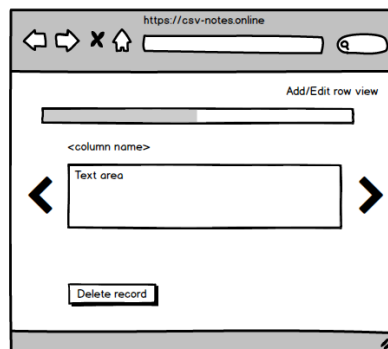 https://csv-notes.online
Add/Edit row view
<column name>
Text area
Delete record